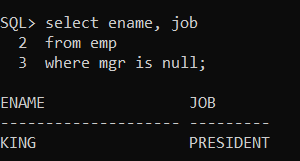 SQL> select ename, job
  2  from emp
  3  where mgr is null;
ENAME                JOB
-------------------- ---------
KING                 PRESIDENT